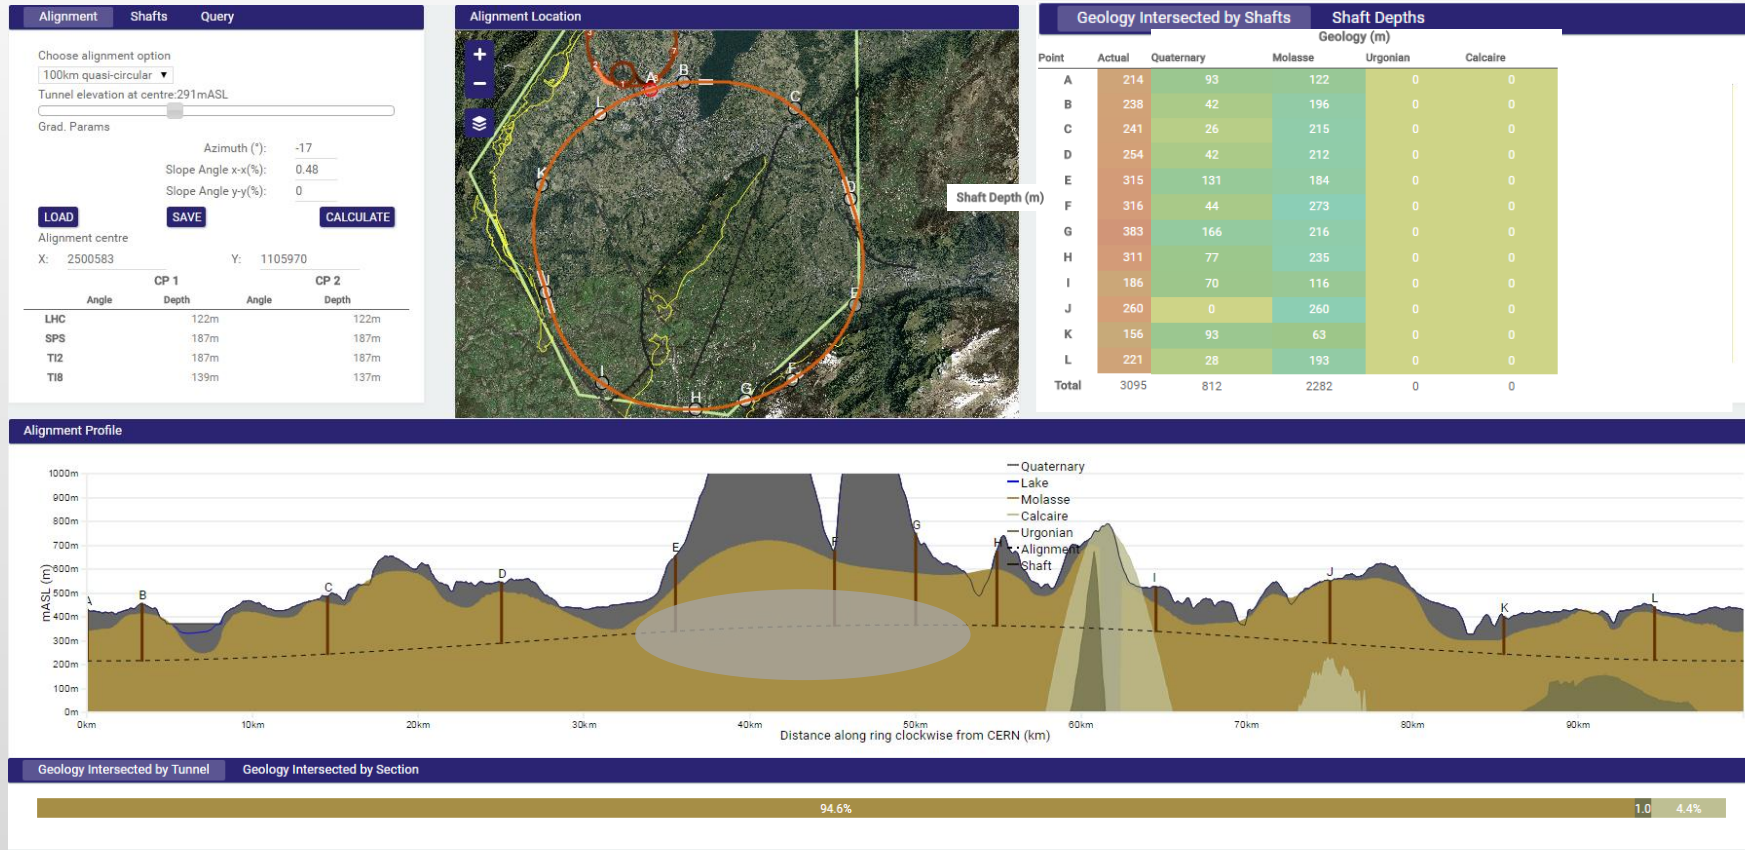 Alignment Shafts Query
Choose alignment option
100km quasi-circular ▼
Tunnel elevation at centre:291mASL
Grad. Params
Azimuth (°): -17
Slope Angle x-x(%): 0.48
Slope Angle y-y(%): 0
LOAD SAVE CALCULATE
Alignment centre
X: 2500583 Y: 1105970
CP 1 CP 2
Angle Depth Angle Depth
LHC 122m 122m
SPS 187m 187m
TI2 187m 187m
TI8 139m 137m
Alignment Location
+
−
3
7
2
A
8
1
B
C
L
K
D
J
E
I
F
G
H
Shaft Depth (m)
Geology Intersected by Shafts Shaft Depths
Geology (m)
Point Actual Quaternary Molasse Urgonian Calcaire
A 214 93 122 0 0
B 238 42 196 0 0
C 241 26 215 0 0
D 254 42 212 0 0
E 315 131 184 0 0
F 316 44 273 0 0
G 383 166 216 0 0
H 311 77 235 0 0
I 186 70 116 0 0
J 260 0 260 0 0
K 156 93 63 0 0
L 221 28 193 0 0
Total 3095 812 2282 0 0
Alignment Profile
mASL (m)
1000m
900m
800m
700m
600m
500m
400m
300m
200m
100m
0m
A B C D E F G H I J K L
Quaternary
Lake
Molasse
Calcaire
Urgonian
Alignment
Shaft
0km 10km 20km 30km 40km 50km 60km 70km 80km 90km
Distance along ring clockwise from CERN (km)
Geology Intersected by Tunnel Geology Intersected by Section
94.6% 1.0 4.4%